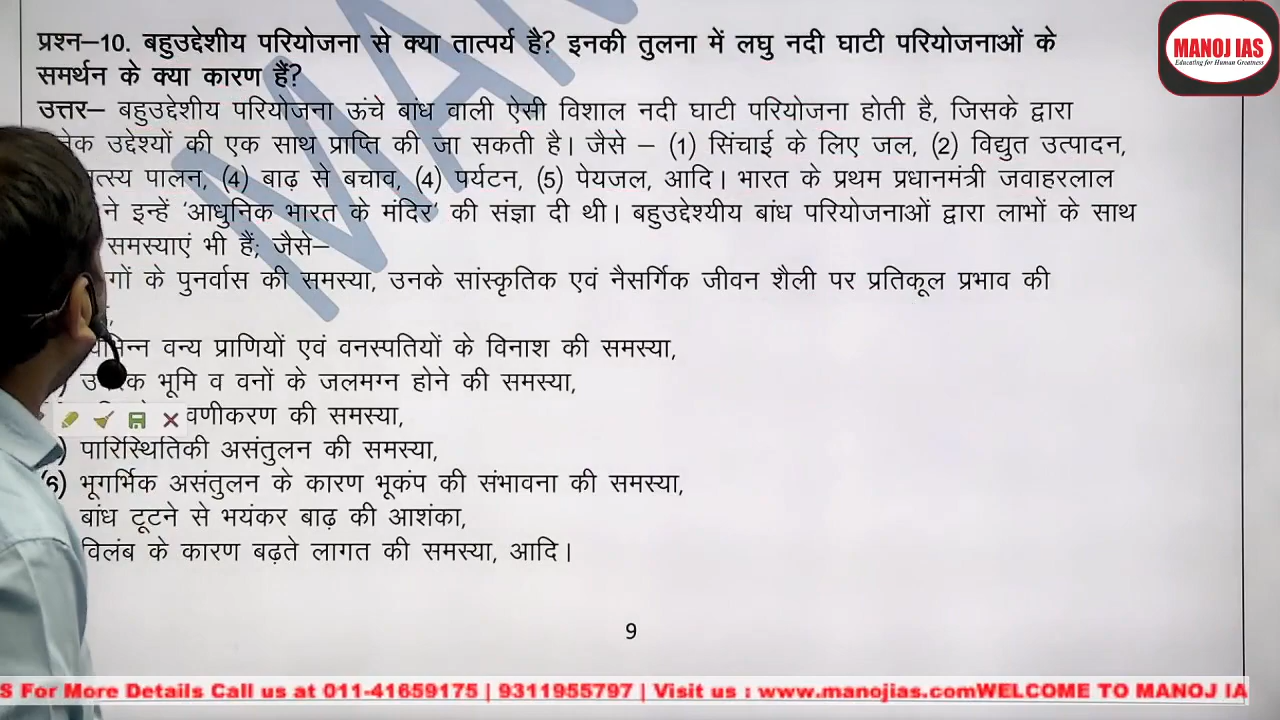 प्रश्न–10. बहुउद्देशीय परियोजना से क्या तात्पर्य है? इनकी तुलना में लघु नदी घाटी परियोजनाओं के
समर्थन के क्या कारण हैं?
उत्तर– बहुउद्देशीय परियोजना ऊंचे बांध वाली ऐसी विशाल नदी घाटी परियोजना होती है, जिसके द्वारा
उद्देश्यों की एक साथ प्राप्ति की जा सकती है। जैसे – (1) सिंचाई के लिए जल, (2) विद्युत उत्पादन,
पालन, (4) बाढ़ से बचाव, (4) पर्यटन, (5) पेयजल, आदि। भारत के प्रथम प्रधानमंत्री जवाहरलाल
ने इन्हें ‘आधुनिक भारत के मंदिर’ की संज्ञा दी थी। बहुउद्देश्यीय बांध परियोजनाओं द्वारा लाभों के साथ
समस्याएं भी हैं; जैसे–
के पुनर्वास की समस्या, उनके सांस्कृतिक एवं नैसर्गिक जीवन शैली पर प्रतिकूल प्रभाव की
वन्य प्राणियों एवं वनस्पतियों के विनाश की समस्या,
भूमि व वनों के जलमग्न होने की समस्या,
की समस्या,
पारिस्थितिकी असंतुलन की समस्या,
(6) भूगर्भिक असंतुलन के कारण भूकंप की संभावना की समस्या,
बांध टूटने से भयंकर बाढ़ की आशंका,
विलंब के कारण बढ़ते लागत की समस्या, आदि।
9
MANOJ IAS
Educating for Human Greatness
S For More Details Call us at 011-41659175 | 9311955797 | Visit us : www.manojias.comWELCOME TO MANOJ IA